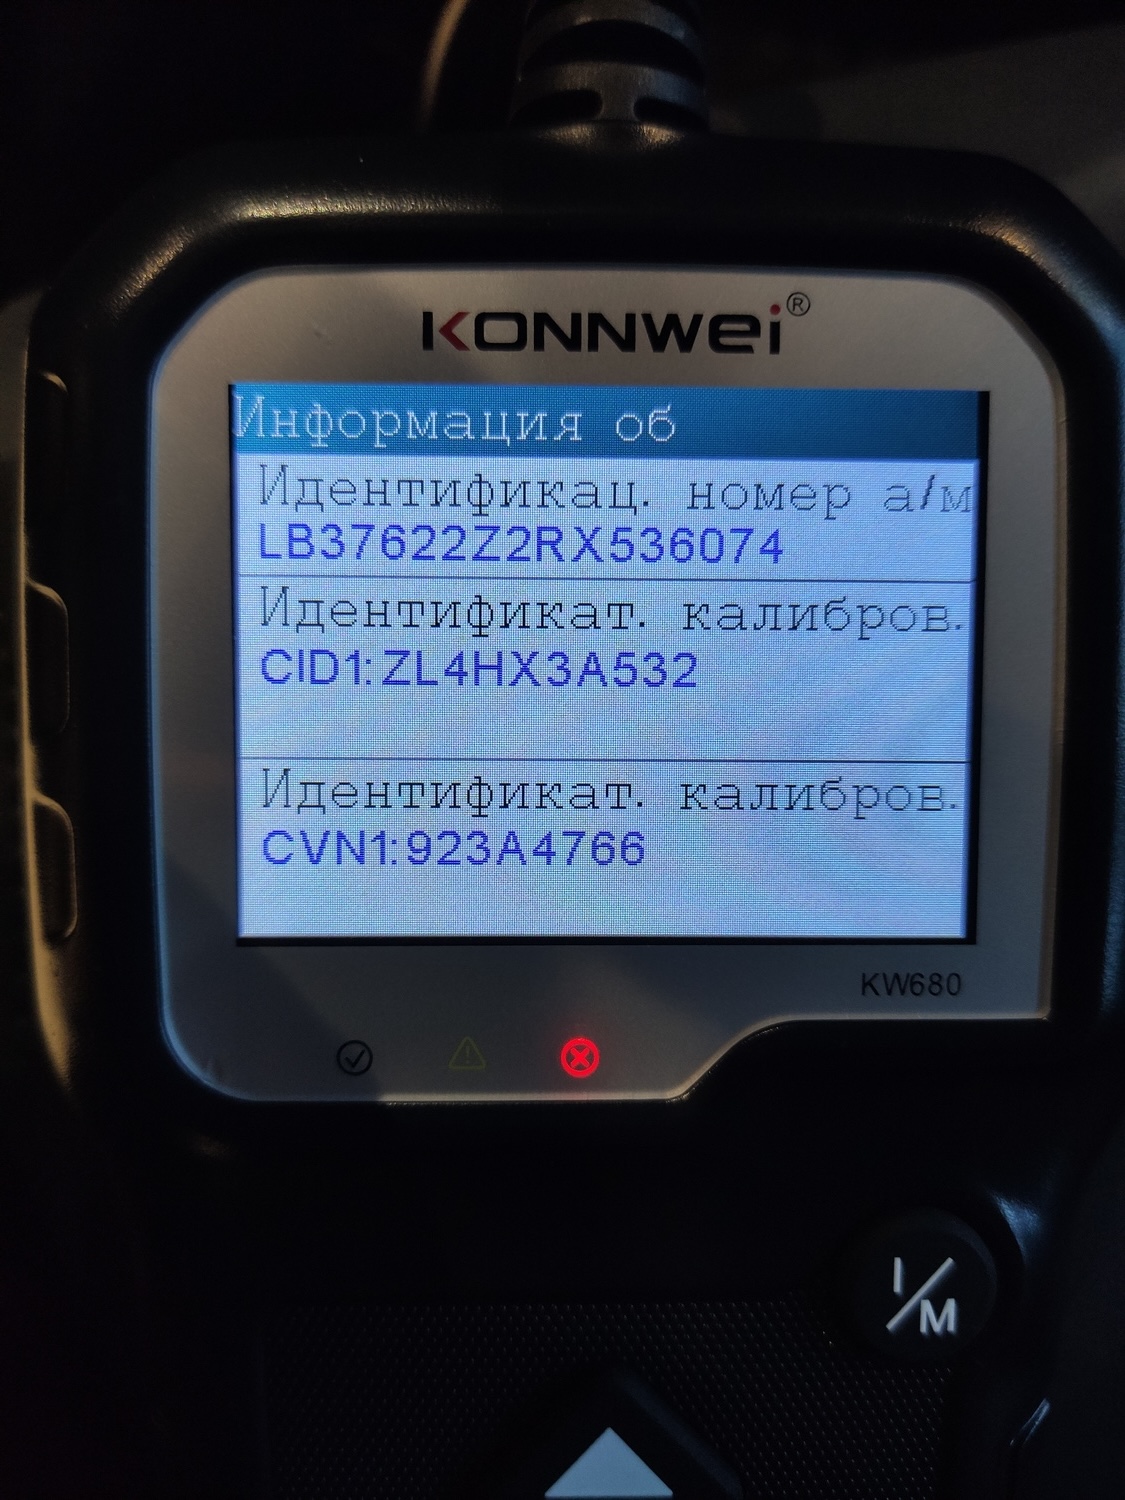 KONNWEI®
Информация об
Идентификац. номер а/м
LB37622Z2RX536074
Идентификат. калибров.
CID1:ZL4HX3A532
Идентификат. калибров.
CVN1:923A4766
KW680
I/M